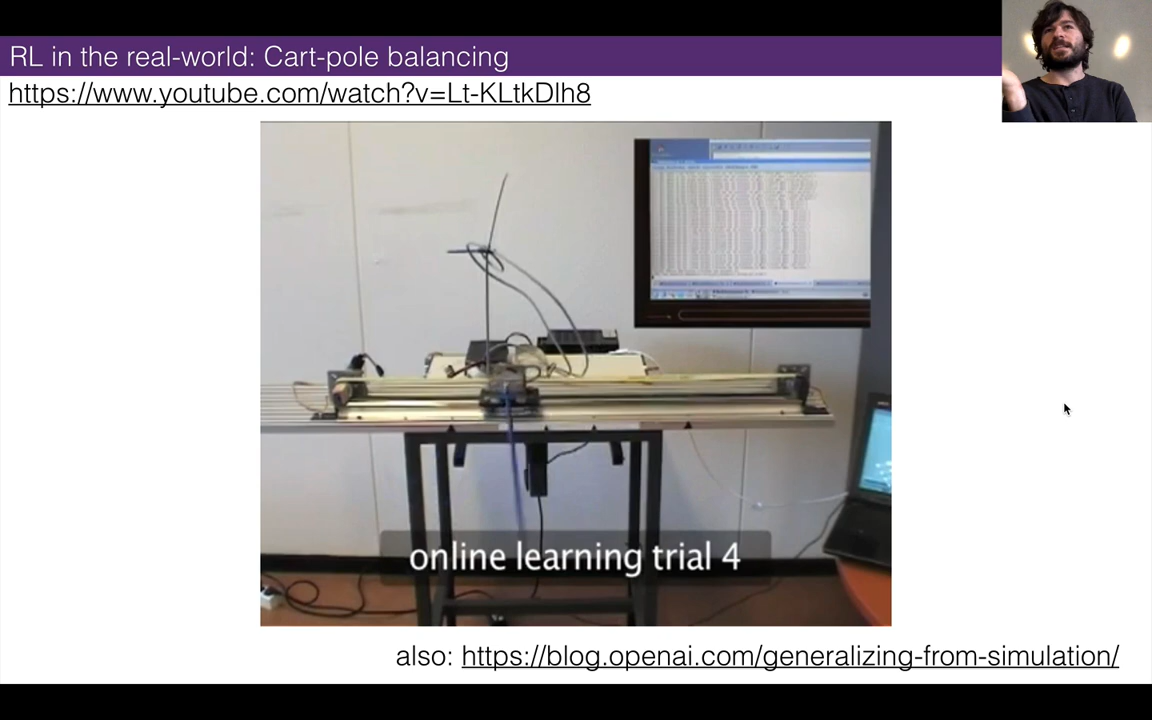 RL in the real-world: Cart-pole balancing
https://www.youtube.com/watch?v=Lt-KLtkDlh8
online learning trial 4
also: https://blog.openai.com/generalizing-from-simulation/